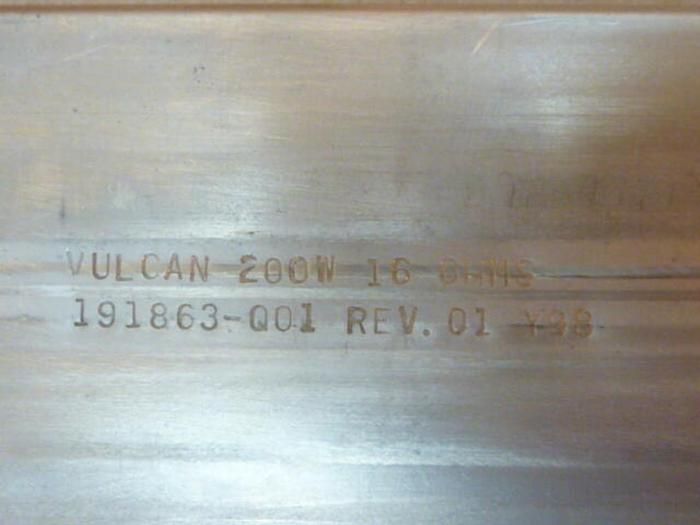 VULCAN 200W 16 OHMS
191863-Q01 REV.01 Y98